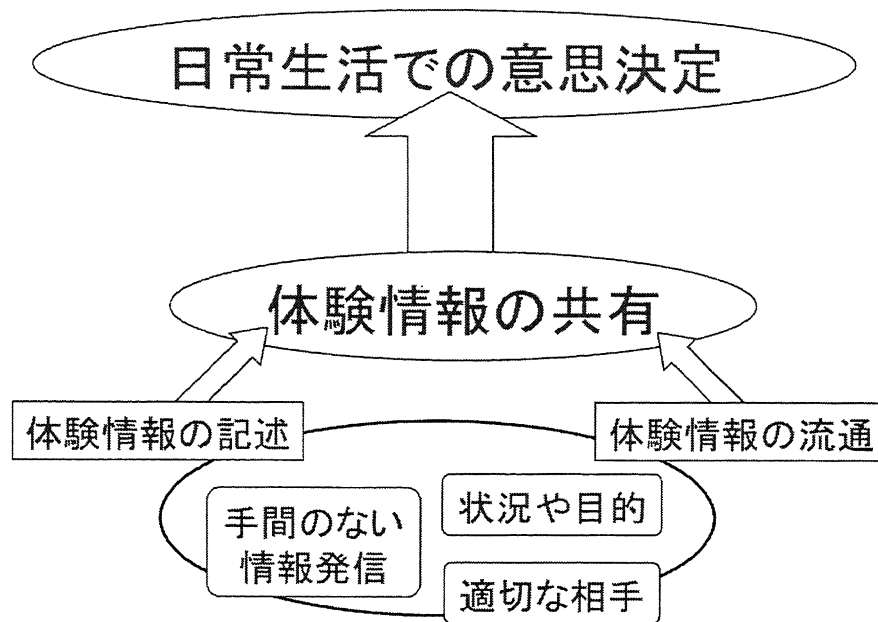 日常生活での意思決定
体験情報の共有
体験情報の記述
体験情報の流通
手間のない
情報発信
状況や目的
適切な相手